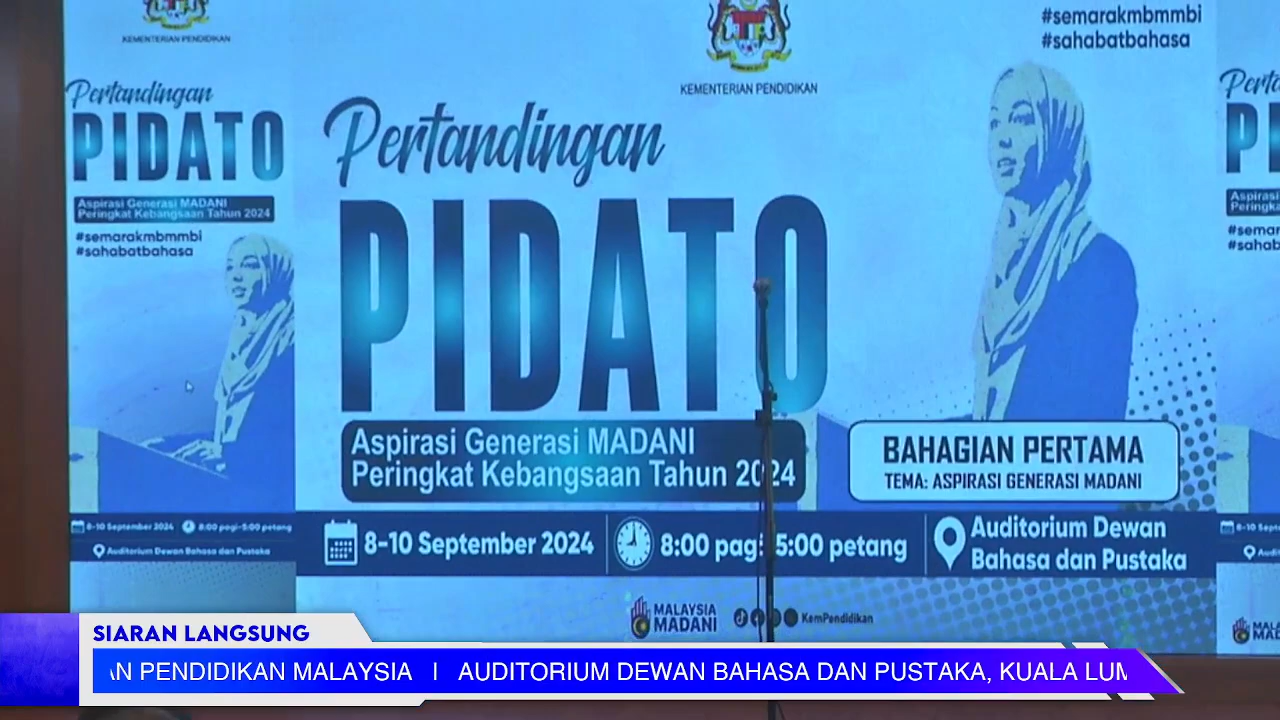 KEMENTERIAN PENDIDIKAN
Pertandingan
PIDATO
Aspirasi Generasi MADANI
Peringkat Kebangsaan Tahun 2024
#semarakmbmmbi
#sahabatbahasa
8-10 September 2024
8:00 pagi-5:00 petang
Auditorium Dewan Bahasa dan Pustaka
KEMENTERIAN PENDIDIKAN
#semarakmbmmbi
#sahabatbahasa
Pertandingan
PIDATO
Aspirasi Generasi MADANI
Peringkat Kebangsaan Tahun 2024
BAHAGIAN PERTAMA
TEMA: ASPIRASI GENERASI MADANI
8-10 September 2024
8:00 pagi 5:00 petang
Auditorium Dewan
Bahasa dan Pustaka
MALAYSIA
MADANI
KemPendidikan
SIARAN LANGSUNG
AN PENDIDIKAN MALAYSIA I AUDITORIUM DEWAN BAHASA DAN PUSTAKA, KUALA LUM